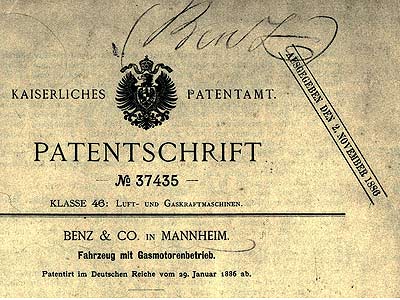 Benz
AUSGEGEBEN DEN 2. NOVEMBER 1886
KAISERLICHES PATENTAMT.
PATENTSCHRIFT
— № 37435 —
KLASSE 46: LUFT- UND GASKRAFTMASCHINEN.
BENZ & CO. IN MANNHEIM.
Fahrzeug mit Gasmotorenbetrieb.
Patentirt im Deutschen Reiche vom 29. Januar 1886 ab.